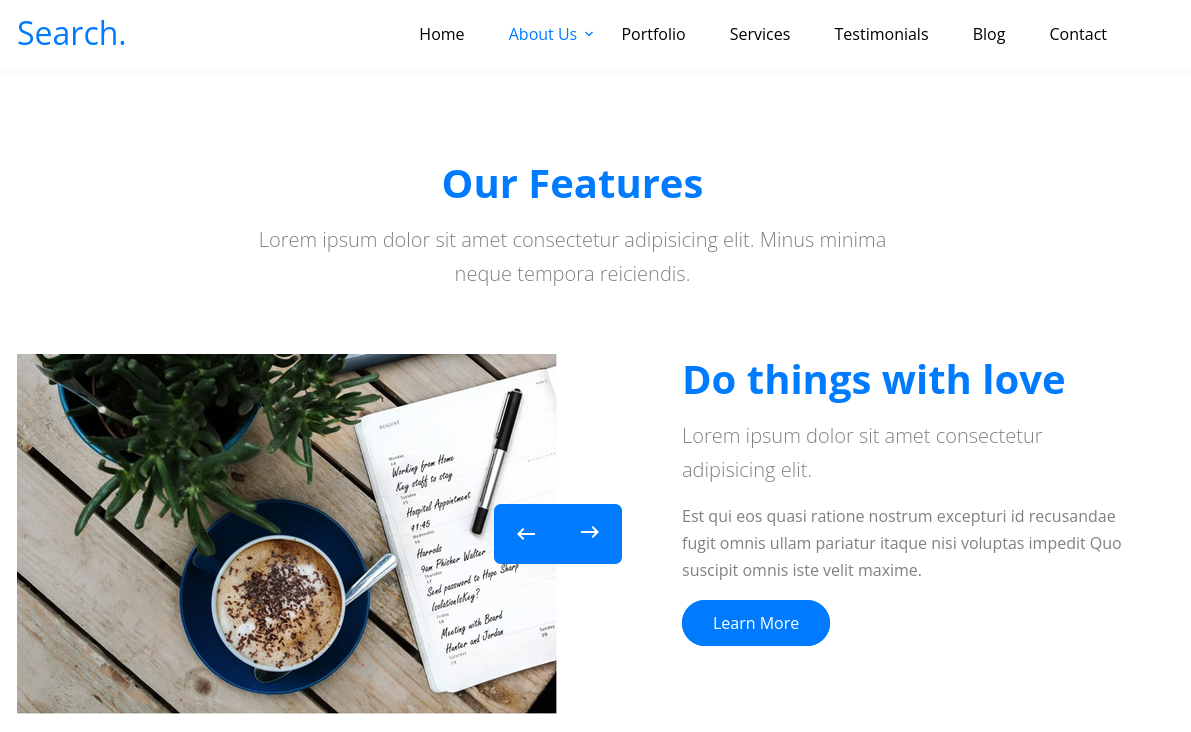 Search.
Home About Us Portfolio Services Testimonials Blog Contact
Our Features
Lorem ipsum dolor sit amet consectetur adipisicing elit. Minus minima
neque tempora reiciendis.
AUGUST
Monday
Working from Home
Key staff to stay
Tuesday
Hospital Appointment
11:45
Wednesday
Harrods
9am Phisher Walter
Thursday
Send password to Hope Sharp
IsolationIsKey?
Friday
Meeting with Board
Hunter and Jordan
Saturday
Sunday
Do things with love
Lorem ipsum dolor sit amet consectetur
adipisicing elit.
Est qui eos quasi ratione nostrum excepturi id recusandae
fugit omnis ullam pariatur itaque nisi voluptas impedit Quo
suscipit omnis iste velit maxime.
Learn More